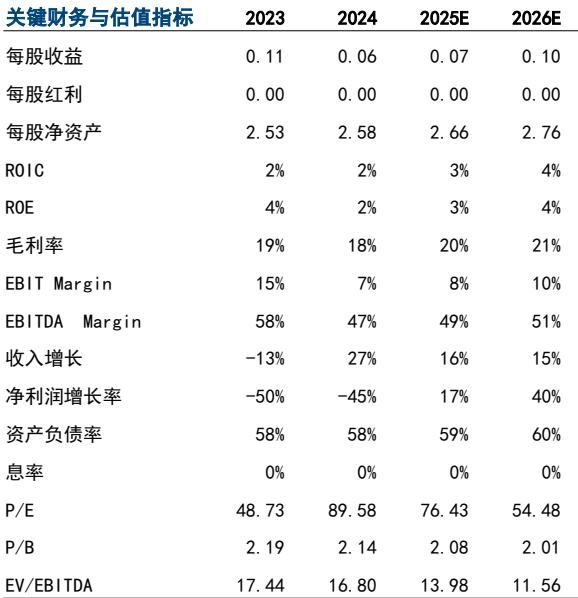 关键财务与估值指标 2023 2024 2025E 2026E
每股收益 0.11 0.06 0.07 0.10
每股红利 0.00 0.00 0.00 0.00
每股净资产 2.53 2.58 2.66 2.76
ROIC 2% 2% 3% 4%
ROE 4% 2% 3% 4%
毛利率 19% 18% 20% 21%
EBIT Margin 15% 7% 8% 10%
EBITDA Margin 58% 47% 49% 51%
收入增长 -13% 27% 16% 15%
净利润增长率 -50% -45% 17% 40%
资产负债率 58% 58% 59% 60%
息率 0% 0% 0% 0%
P/E 48.73 89.58 76.43 54.48
P/B 2.19 2.14 2.08 2.01
EV/EBITDA 17.44 16.80 13.98 11.56